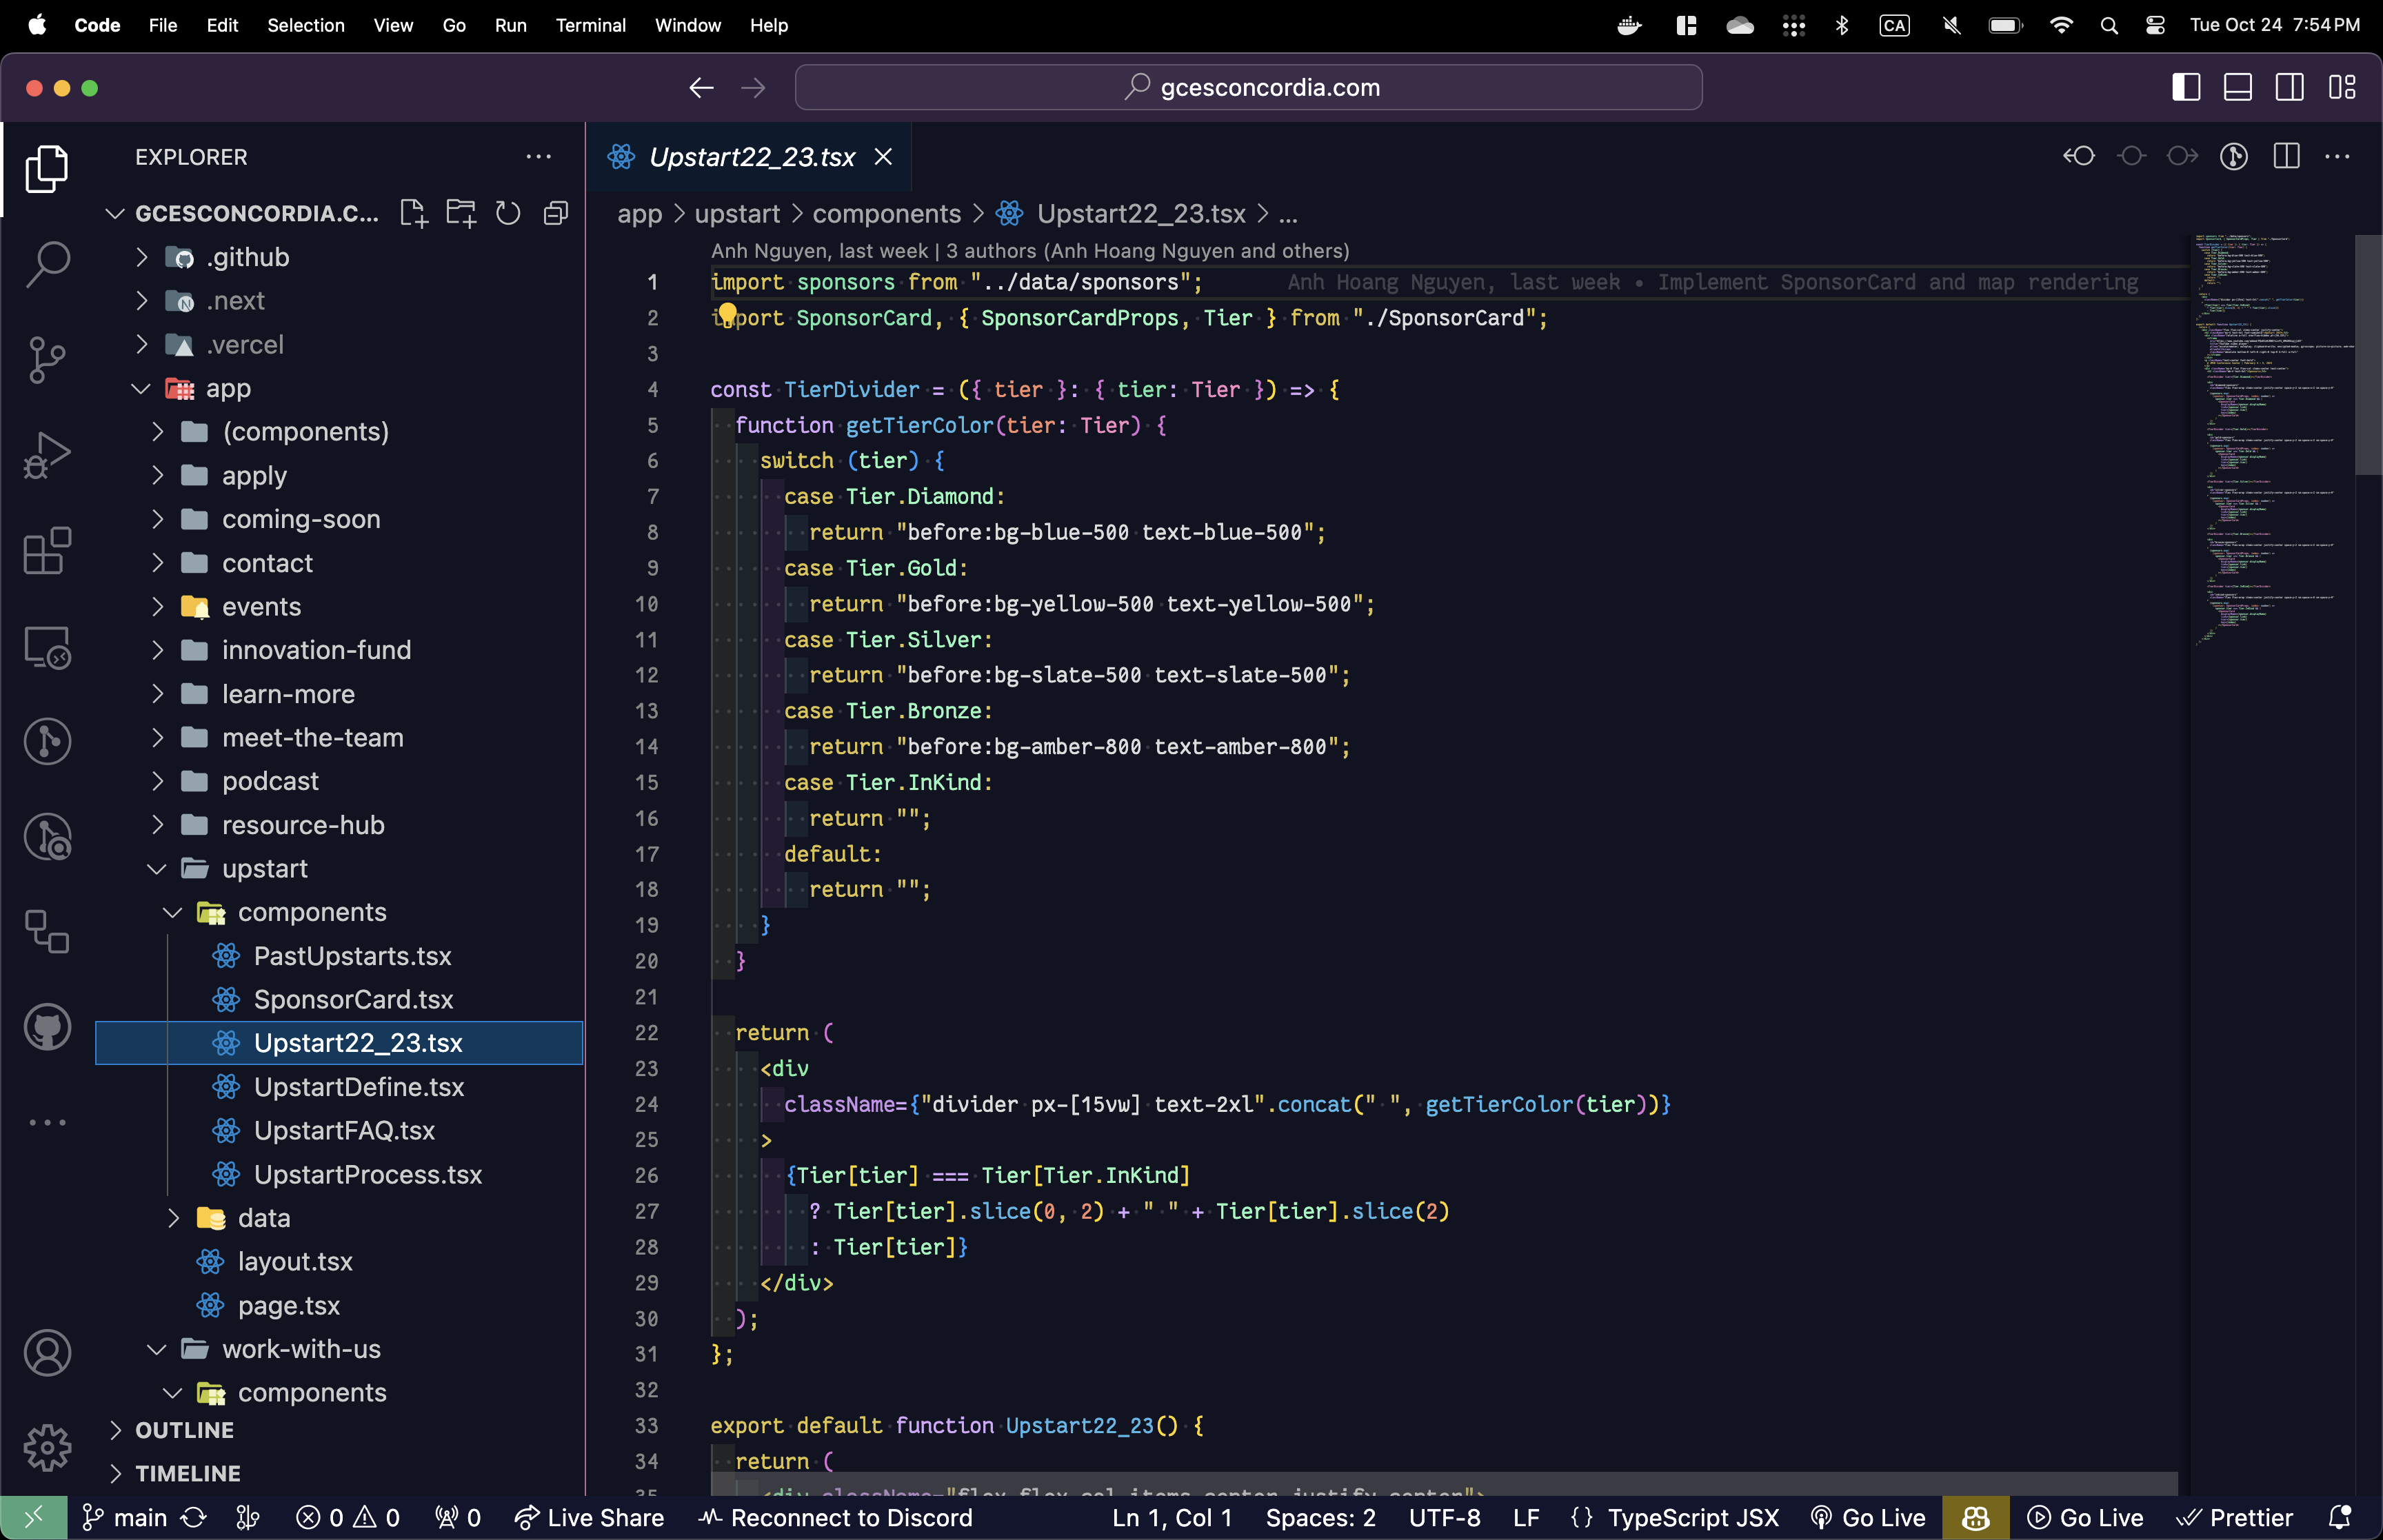 Code File Edit Selection View Go Run Terminal Window Help CA Tue Oct 24 7:54 PM
gcesconcordia.com
EXPLORER
GCESCONCORDIA.C...
.github
.next
.vercel
app
(components)
apply
coming-soon
contact
events
innovation-fund
learn-more
meet-the-team
podcast
resource-hub
upstart
components
PastUpstarts.tsx
SponsorCard.tsx
Upstart22_23.tsx
UpstartDefine.tsx
UpstartFAQ.tsx
UpstartProcess.tsx
data
layout.tsx
page.tsx
work-with-us
components
OUTLINE
TIMELINE
Upstart22_23.tsx
app > upstart > components > Upstart22_23.tsx > ...
Anh Nguyen, last week | 3 authors (Anh Hoang Nguyen and others)
1 import sponsors from "../data/sponsors"; Anh Hoang Nguyen, last week • Implement SponsorCard and map rendering
2 import SponsorCard, { SponsorCardProps, Tier } from "./SponsorCard";
3
4 const TierDivider = ({ tier }: { tier: Tier }) => {
5 function getTierColor(tier: Tier) {
6 switch (tier) {
7 case Tier.Diamond:
8 return "before:bg-blue-500 text-blue-500";
9 case Tier.Gold:
10 return "before:bg-yellow-500 text-yellow-500";
11 case Tier.Silver:
12 return "before:bg-slate-500 text-slate-500";
13 case Tier.Bronze:
14 return "before:bg-amber-800 text-amber-800";
15 case Tier.InKind:
16 return "";
17 default:
18 return "";
19 }
20 }
21
22 return (
23 <div
24 className={"divider px-[15vw] text-2xl".concat(" ", getTierColor(tier))}
25 >
26 {Tier[tier] === Tier[Tier.InKind]
27 ? Tier[tier].slice(0, 2) + " " + Tier[tier].slice(2)
28 : Tier[tier]}
29 </div>
30 );
31 };
32
33 export default function Upstart22_23() {
34 return (
35 <div className="flex flex-col items-center justify-center">
main 0 0 0 Live Share Reconnect to Discord Ln 1, Col 1 Spaces: 2 UTF-8 LF {} TypeScript JSX Go Live Go Live Prettier